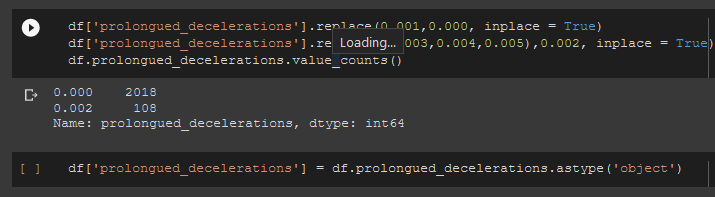 df['prolongued_decelerations'].replace(0.001,0.000, inplace = True)
df['prolongued_decelerations'].re Loading... 003,0.004,0.005),0.002, inplace = True)
df.prolongued_decelerations.value_counts()
0.000 2018
0.002 108
Name: prolongued_decelerations, dtype: int64
[ ] df['prolongued_decelerations'] = df.prolongued_decelerations.astype('object')